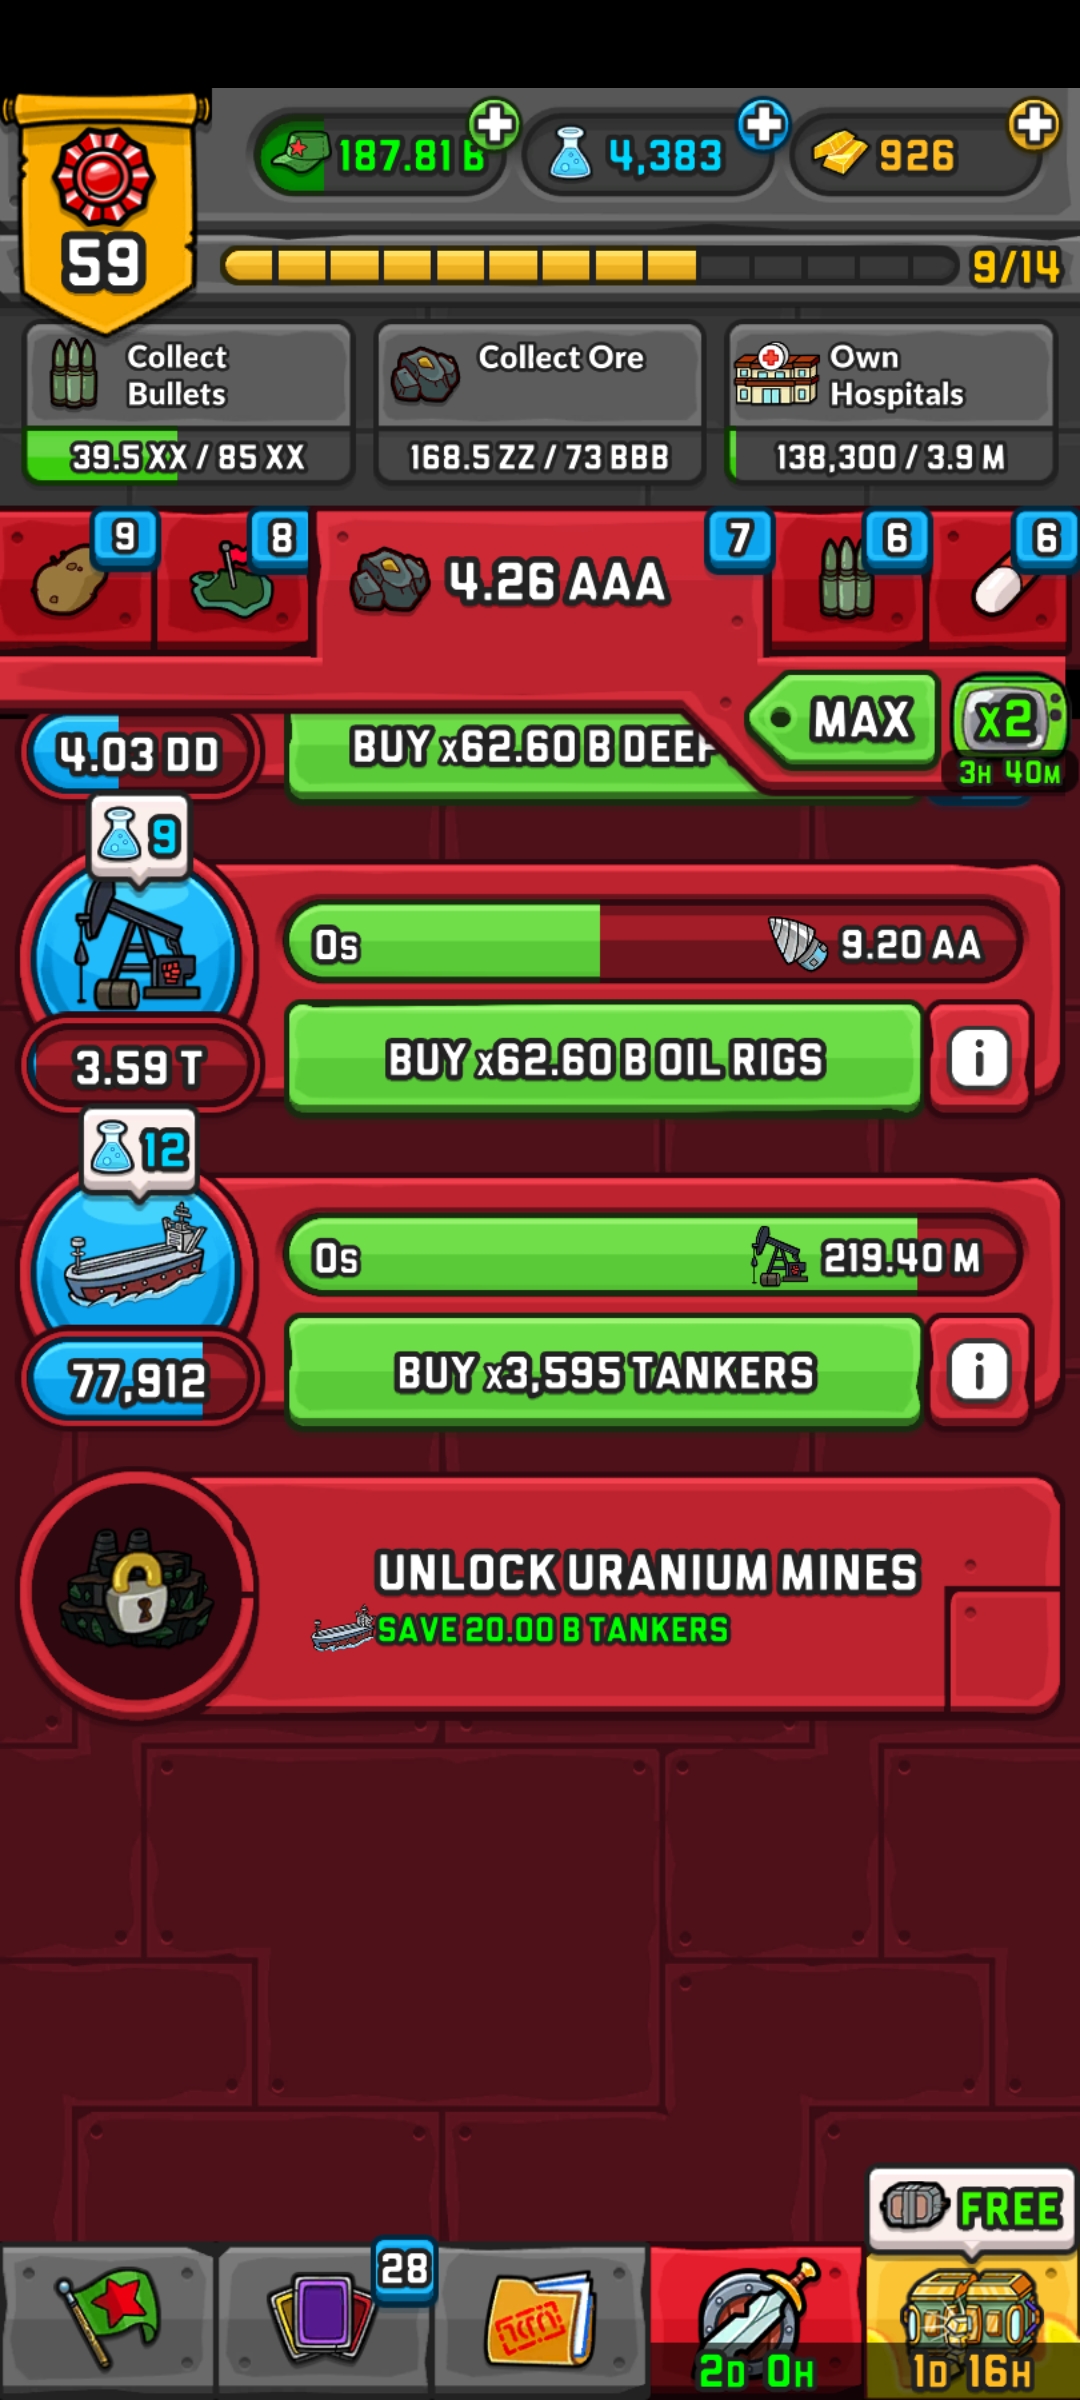 187.81 B
4,383
926
59
9/14
Collect
Bullets
39.5 XX / 85 XX
Collect Ore
168.5 ZZ / 73 BBB
Own
Hospitals
138,300 / 3.9 M
9
8
4.26 AAA
7
6
6
MAX
x2
3H 40M
4.03 DD
BUY x62.60 B DEEP
9
0s
9.20 AA
3.59 T
BUY x62.60 B OIL RIGS
i
12
0s
219.40 M
77,912
BUY x3,595 TANKERS
i
UNLOCK URANIUM MINES
SAVE 20.00 B TANKERS
FREE
28
2D 0H
1D 16H